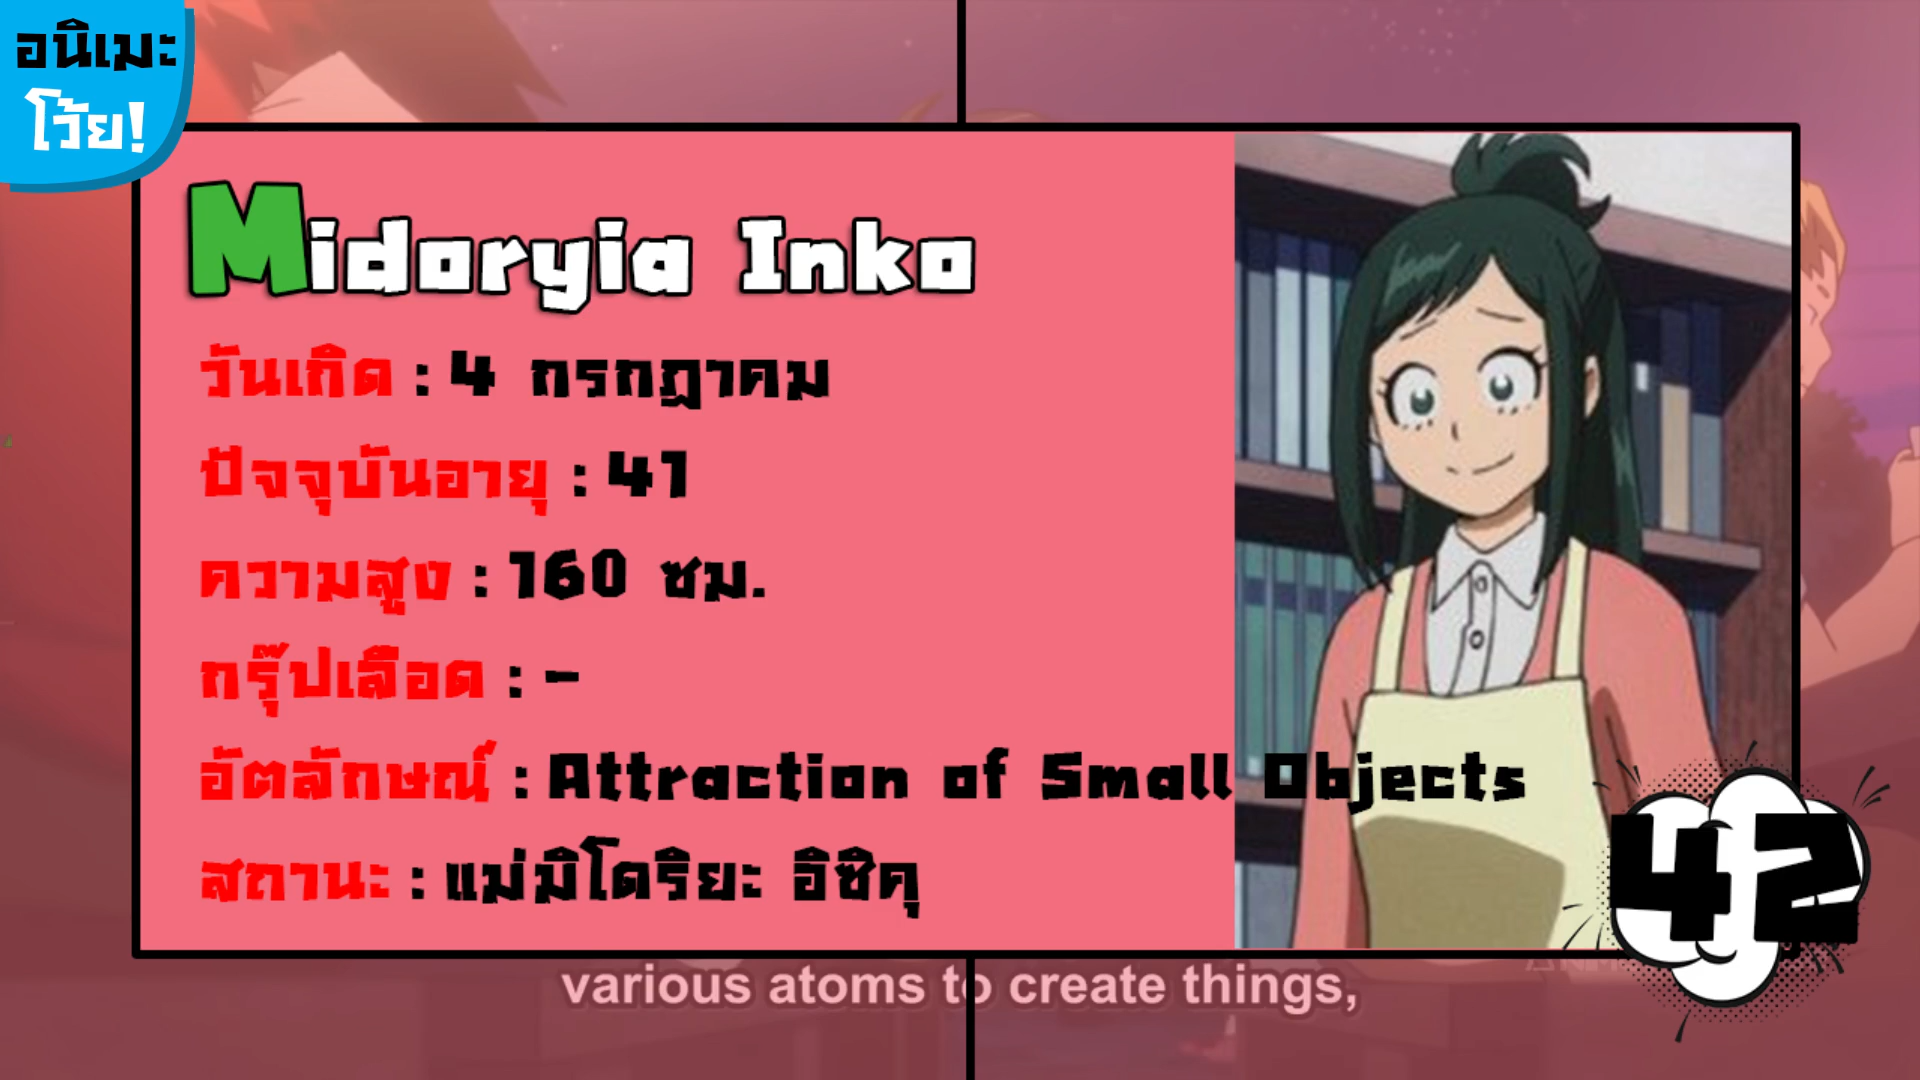 อนิเมะ
โว้ย!
Midoryia Inko
วันเกิด : 4 กรกฎาคม
ปัจจุบันอายุ : 41
ความสูง : 160 ซม.
กรุ๊ปเลือด : -
อัตลักษณ์ : Attraction of Small Objects
สถานะ : แม่มิโดริยะ อิซิคุ
42
various atoms to create things,